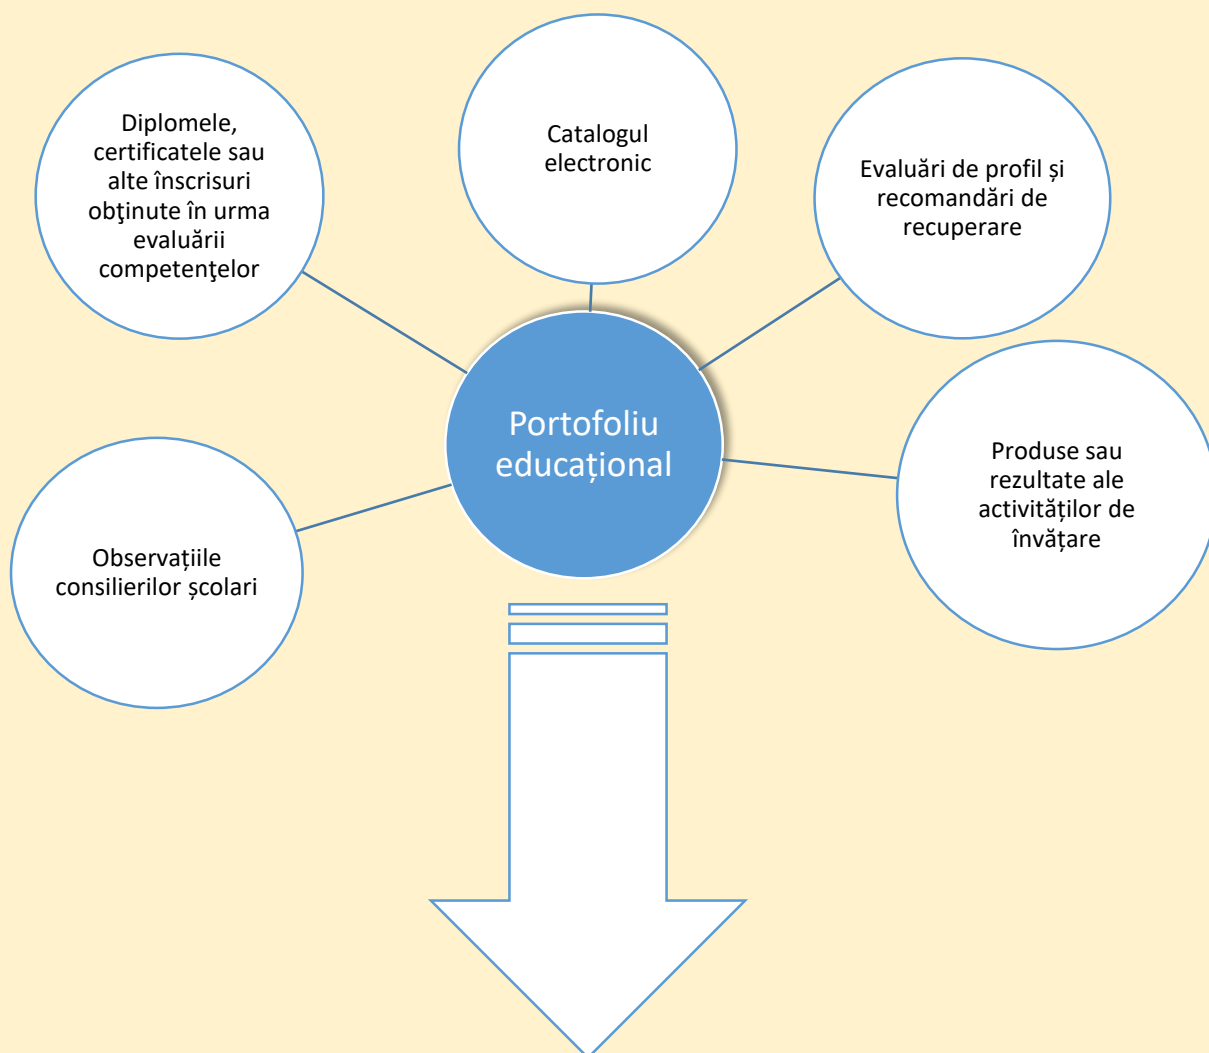 Diplomele,
certificatele sau
alte înscrisuri
obţinute în urma
evaluării
competenţelor
Catalogul
electronic
Evaluări de profil și
recomandări de
recuperare
Portofoliu
educațional
Produse sau
rezultate ale
activităților de
învățare
Observațiile
consilierilor școlari